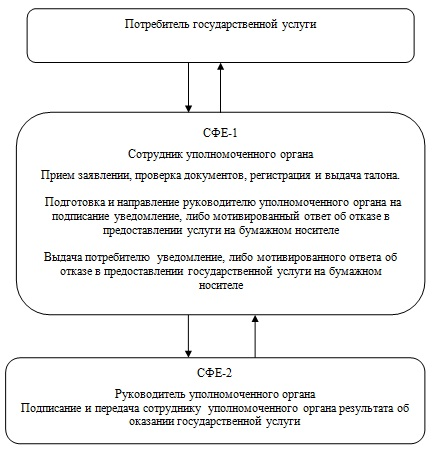 Потребитель государственной услуги
СФЕ-1
Сотрудник уполномоченного органа
Прием заявлении, проверка документов, регистрация и выдача талона.
Подготовка и направление руководителю уполномоченного органа на
подписание уведомление, либо мотивированный ответ об отказе в
предоставлении услуги на бумажном носителе
Выдача потребителю уведомление, либо мотивированного ответа об
отказе в предоставлении государственной услуги на бумажном
носителе
СФЕ-2
Руководитель уполномоченного органа
Подписание и передача сотруднику уполномоченного органа результата об
оказании государственной услуги